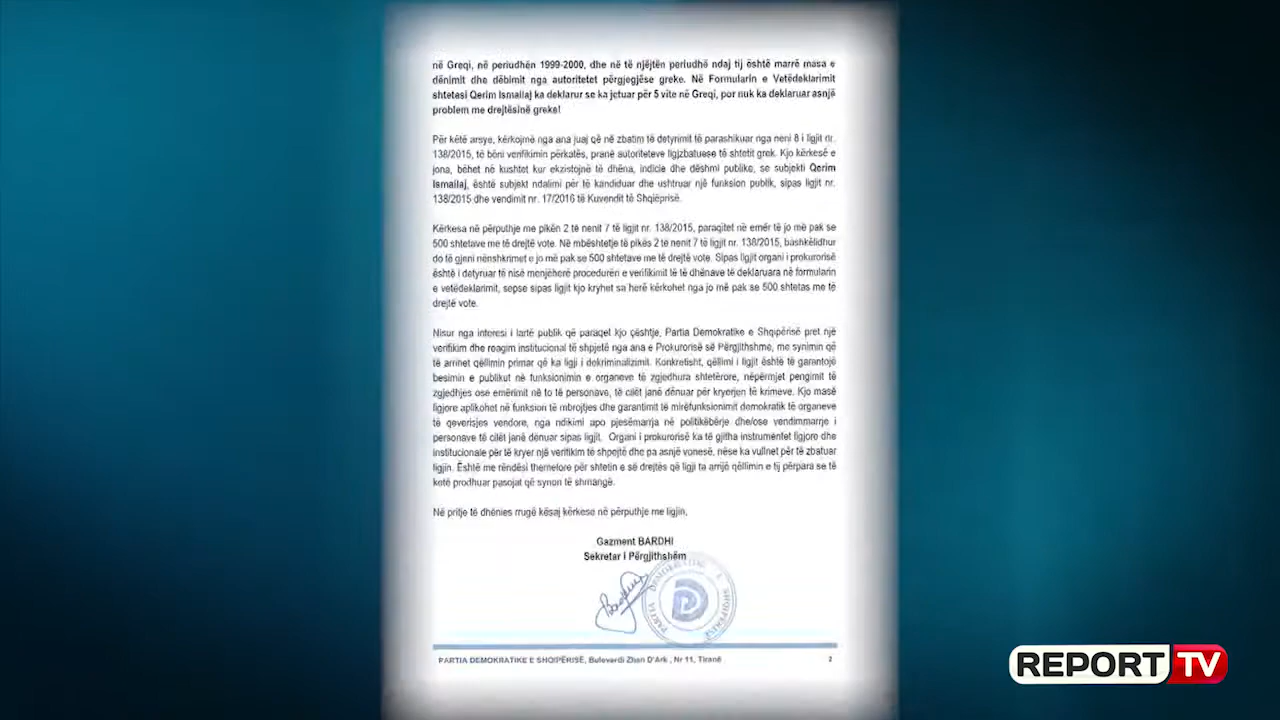 në Greqi, në periudhën 1999-2000, dhe në të njëjtën periudhë ndaj tij është marrë masa e
dënimit dhe dëbimit nga autoritetet përgjegjëse greke. Në Formularin e Vetëdeklarimit
shtetasi Qerim Ismailaj ka deklarur se ka jetuar për 5 vite në Greqi, por nuk ka deklaruar asnjë
problem me drejtësinë greke!
Për këtë arsye, kërkojmë nga ana juaj që në zbatim të detyrimit të parashikuar nga neni 8 i ligjit nr.
138/2015, të bëni verifikimin përkatës, pranë autoriteteve ligjzbatuese të shtetit grek. Kjo kërkesë e
jona, bëhet në kushtet kur ekzistojnë të dhëna, indicie dhe dëshmi publike, se subjekti Qerim
Ismailaj, është subjekt ndalimi për të kandiduar dhe ushtruar një funksion publik, sipas ligjit nr.
138/2015 dhe vendimit nr. 17/2016 të Kuvendit të Shqipërisë.
Kërkesa në përputhje me pikën 2 të nenit 7 të ligjit nr. 138/2015, paraqitet në emër të jo më pak se
500 shtetave me të drejtë vote. Në mbështetje të pikës 2 te nenit 7 të ligjit nr. 138/2015, bashkëlidhur
do të gjeni nënshkrimet e jo më pak se 500 shtetasve me të drejtë vote. Sipas ligjit organi i prokurorisë
është i detyruar të nisë menjëherë procedurën e verifikimit të të dhënave të deklaruara në formularin
e vetëdeklarimit, sepse sipas ligjit kjo kryhet sa herë kërkohet nga jo më pak se 500 shtetas me të
drejtë vote.
Nisur nga interesi i lartë publik që paraqet kjo çështje, Partia Demokratike e Shqipërisë pret një
verifikim dhe reagim institucional të shpjetë nga ana e Prokurorisë së Përgjithshme, me synimin që
të arrihet qëllimin primar që ka ligji i dekriminalizimit. Konkretisht, qëllimi i ligjit është të garantojë
besimin e publikut në funksionimin e organeve të zgjedhura shtetërore, nëpërmjet pengimit të
zgjedhjes ose emërimit në to të personave, të cilët janë dënuar për kryerjen të krimeve. Kjo masë
ligjore aplikohet në funksion të mbrojtjes dhe garantimit të mirëfunksionimit demokratik të organeve
të qeverisjes vendore, nga ndikimi apo pjesëmarrja në politikëbërje dhe/ose vendimmarrje i
personave të cilët janë dënuar sipas ligjit. Organi i prokurorisë ka të gjitha instrumentet ligjore dhe
institucionale për të kryer një verifikim të shpejtë dhe pa asnjë vonesë, nëse ka vullnet për të zbatuar
ligjin. Është me rëndësi themelore për shtetin e së drejtës që ligji ta arrijë qëllimin e tij përpara se të
ketë prodhuar pasojat që synon të shmangë.
Në pritje të dhënies rrugë kësaj kërkese në përputhje me ligjin,
Gazment BARDHI
Sekretar i Përgjithshëm
PARTIA DEMOKRATIKE E SHQIPËRISË
PARTIA DEMOKRATIKE E SHQIPËRISË, Bulevardi Zhan D'Ark , Nr 11, Tiranë 2
REPORT TV